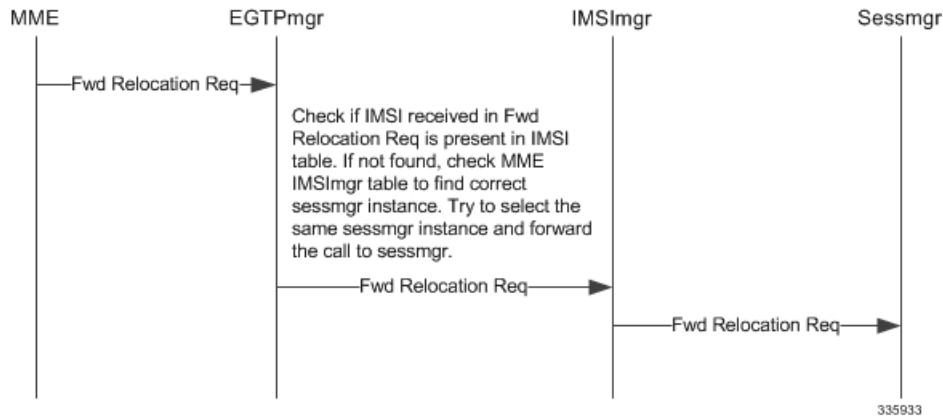 MME EGTPmgr IMSImgr Sessmgr
Fwd Relocation Req
Check if IMSI received in Fwd
Relocation Req is present in IMSI
table. If not found, check MME
IMSImgr table to find correct
sessmgr instance. Try to select the
same sessmgr instance and forward
the call to sessmgr.
Fwd Relocation Req
Fwd Relocation Req
335933